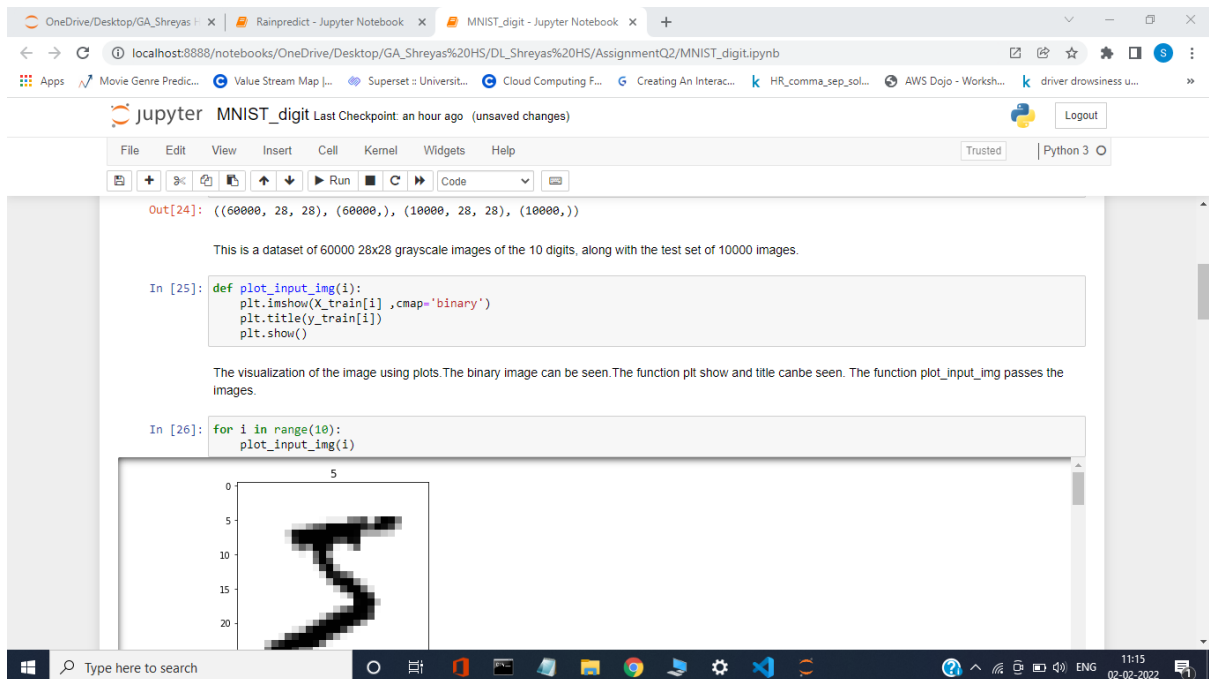 OneDrive/Desktop/GA_Shreyas H
Rainpredict - Jupyter Notebook
MNIST_digit - Jupyter Notebook
localhost:8888/notebooks/OneDrive/Desktop/GA_Shreyas%20HS/DL_Shreyas%20HS/AssignmentQ2/MNIST_digit.ipynb
S
Apps Movie Genre Predic... Value Stream Map |... Superset :: Universit... Cloud Computing F... Creating An Interac... HR_comma_sep_sol... AWS Dojo - Worksh... driver drowsiness u... »
jupyter MNIST_digit Last Checkpoint: an hour ago (unsaved changes)
Logout
File Edit View Insert Cell Kernel Widgets Help
Trusted
Python 3
Run
Code
Out[24]: ((60000, 28, 28), (60000,), (10000, 28, 28), (10000,))
This is a dataset of 60000 28x28 grayscale images of the 10 digits, along with the test set of 10000 images.
In [25]: def plot_input_img(i):
plt.imshow(X_train[i] ,cmap='binary')
plt.title(y_train[i])
plt.show()
The visualization of the image using plots.The binary image can be seen.The function plt show and title canbe seen. The function plot_input_img passes the
images.
In [26]: for i in range(10):
plot_input_img(i)
5
0
5
10
15
20
5
Type here to search
ENG
11:15
02-02-2022
1